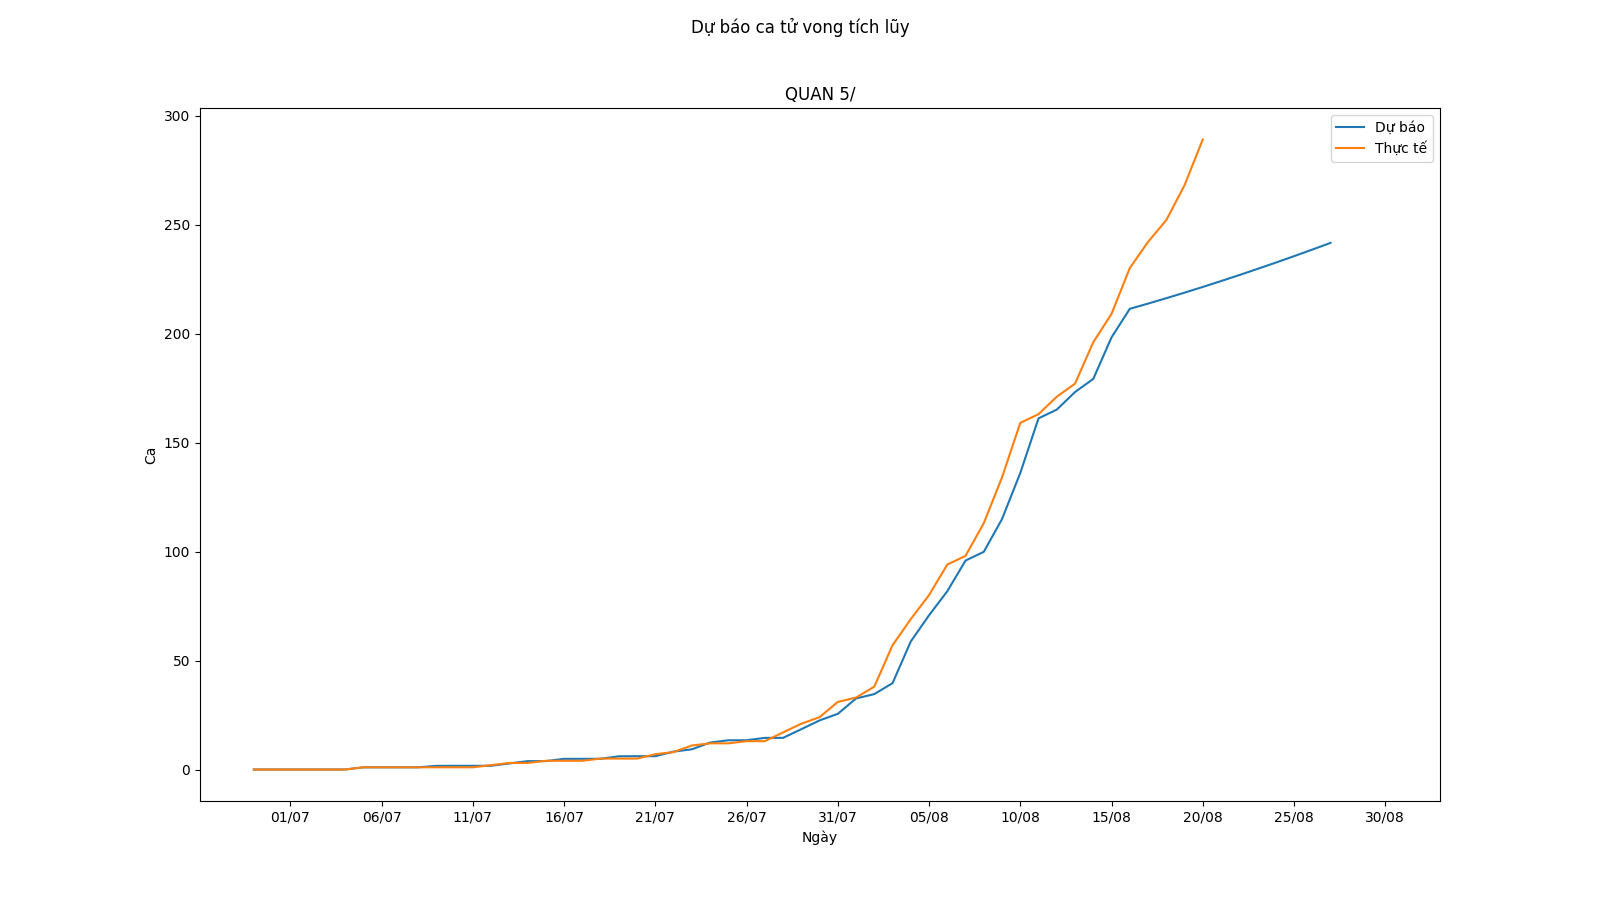 Dự báo ca tử vong tích lũy
QUAN 5/
Dự báo
Thực tế
300
250
200
150
100
50
0
Ca
01/07 06/07 11/07 16/07 21/07 26/07 31/07 05/08 10/08 15/08 20/08 25/08 30/08
Ngày